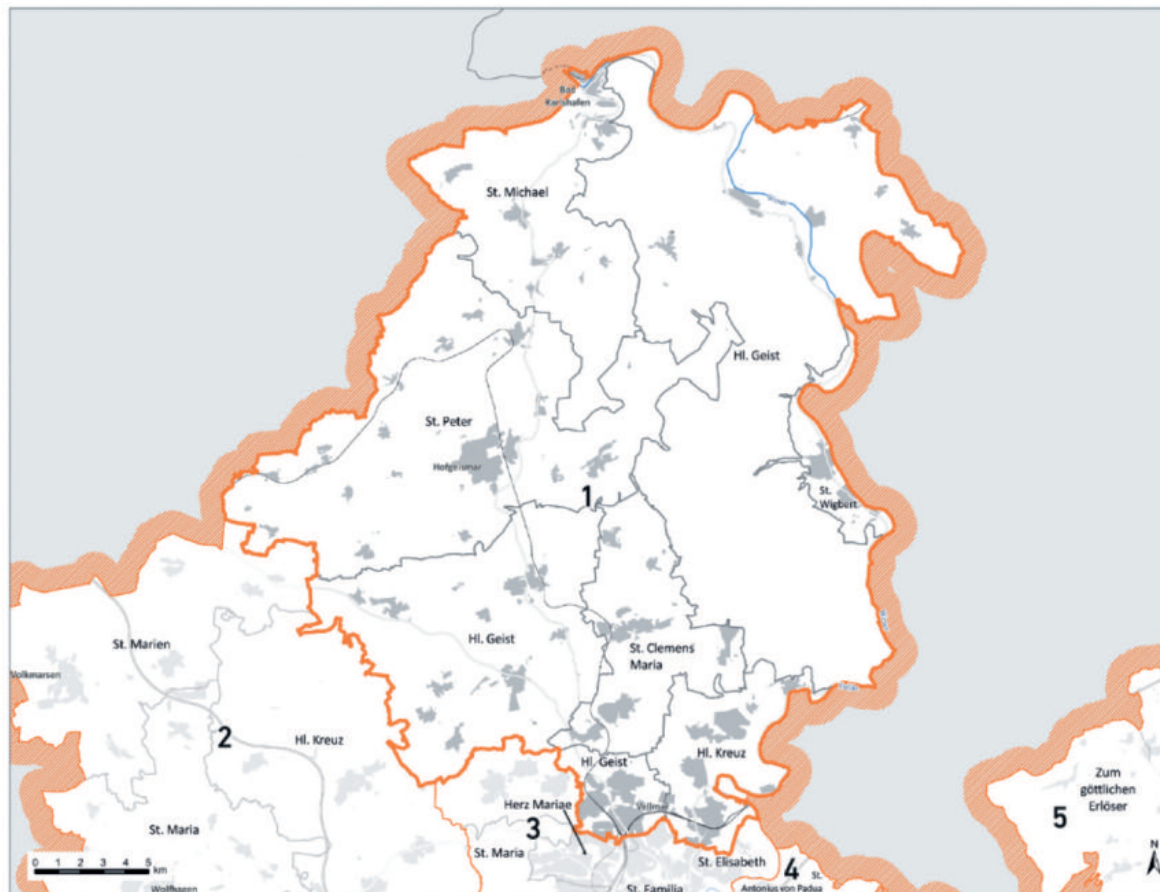 Bad
Karlshafen
St. Michael
Hl. Geist
St. Peter
Hofgeismar
1
St.
Wigbert
Hl. Geist
St. Clemens
Maria
St. Marien
Volkmarsen
2
Hl. Kreuz
Hl. Geist
Hl. Kreuz
Vellmar
Herz Mariae
3
St. Maria
St. Maria
St. Elisabeth
4
St.
Antonius von Padua
St. Familia
Wolfhagen
5
Zum
göttlichen
Erlöser
N
0 1 2 3 4 5
km